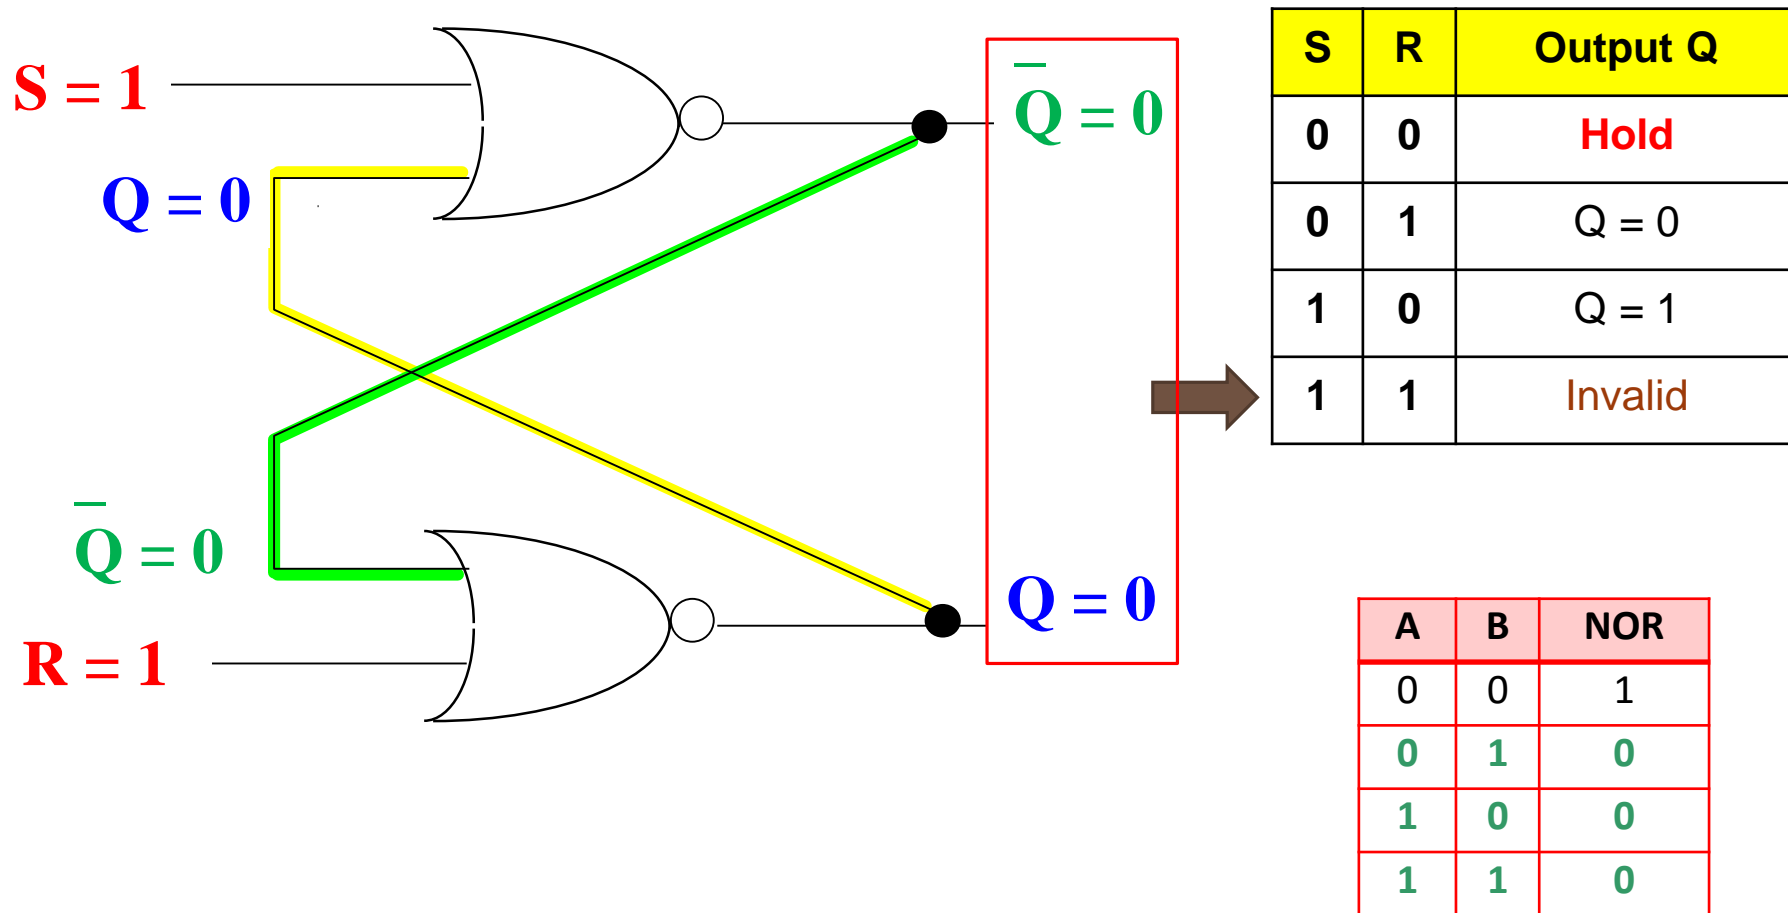 S = 1
Q = 0
Q̅ = 0
Q̅ = 0
R = 1
Q = 0
S R Output Q
0 0 Hold
0 1 Q = 0
1 0 Q = 1
1 1 Invalid
A B NOR
0 0 1
0 1 0
1 0 0
1 1 0